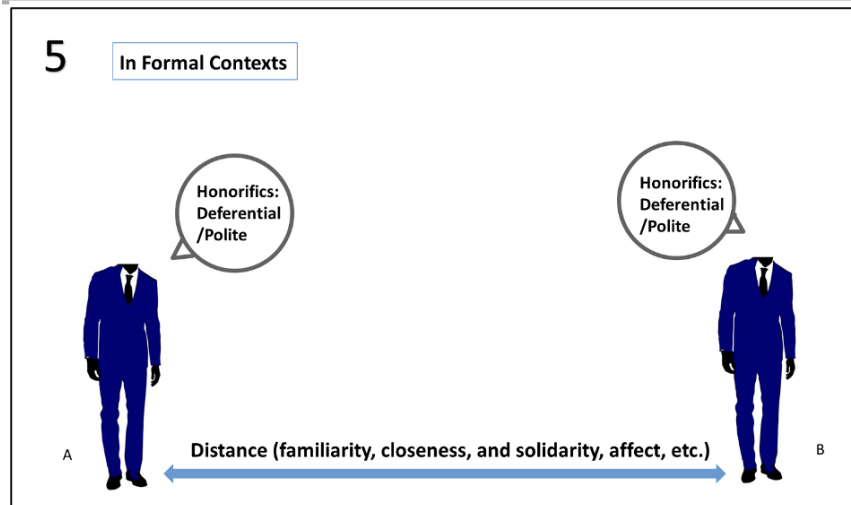 5
In Formal Contexts
Honorifics:
Deferential
/Polite
Honorifics:
Deferential
/Polite
Distance (familiarity, closeness, and solidarity, affect, etc.)
A
B